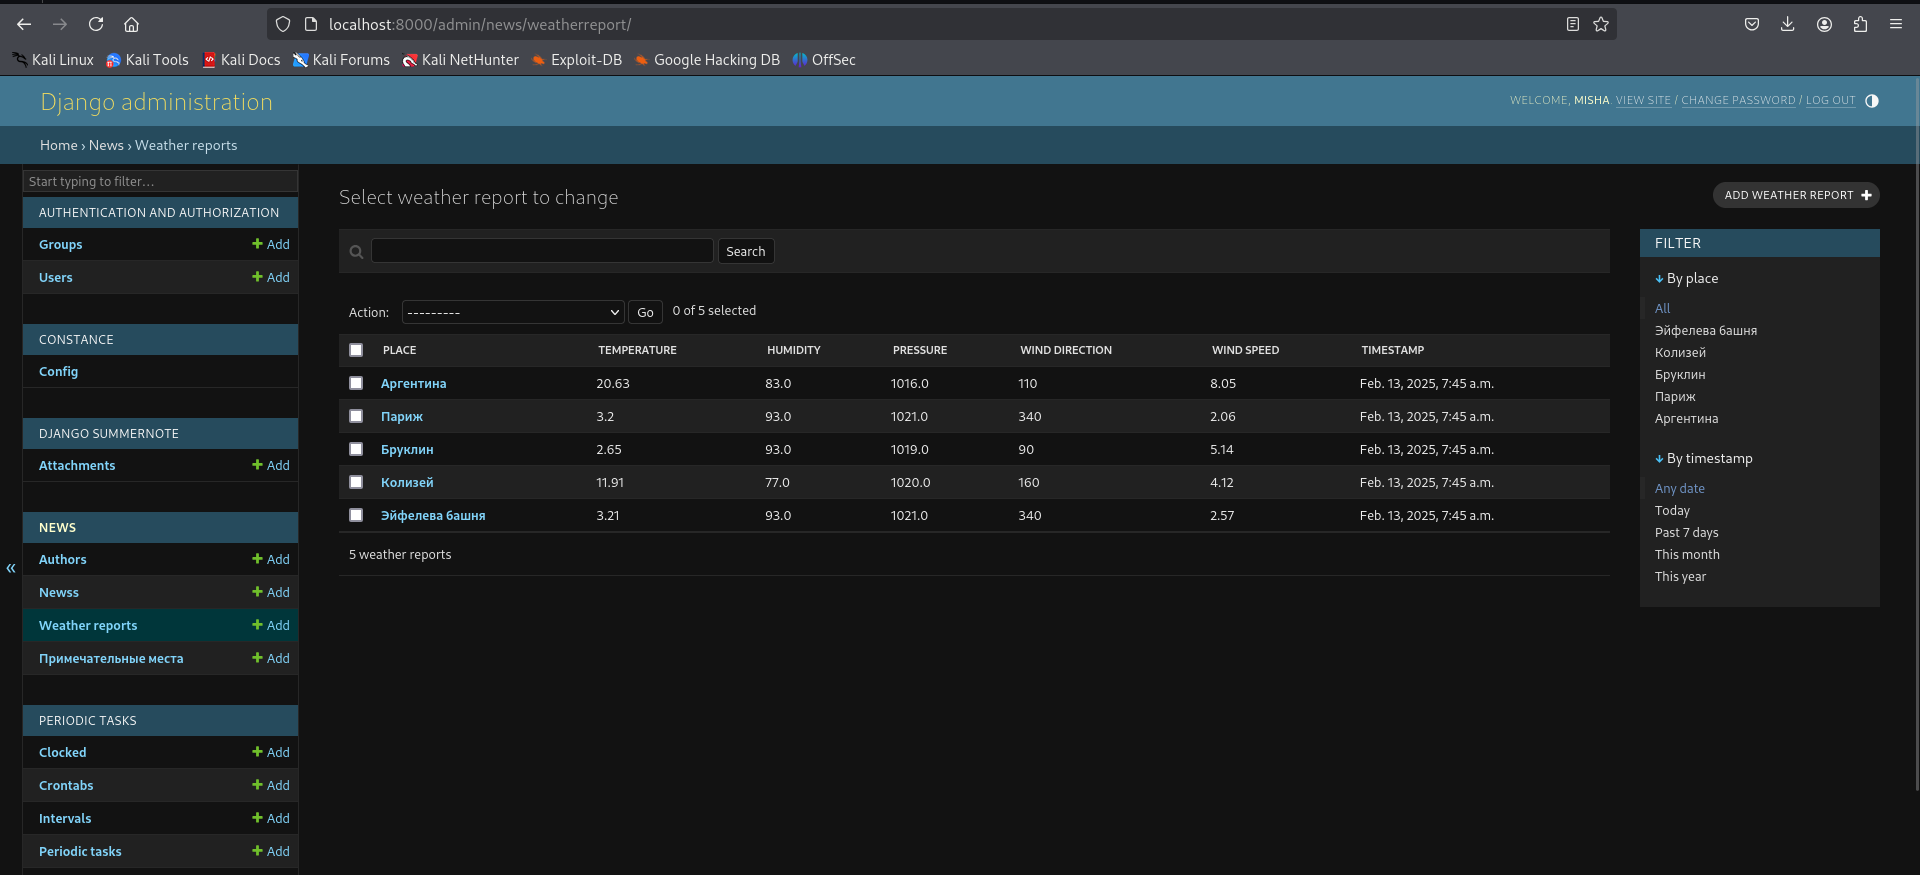 localhost:8000/admin/news/weatherreport/
Kali Linux Kali Tools Kali Docs Kali Forums Kali NetHunter Exploit-DB Google Hacking DB OffSec
Django administration
WELCOME, MISHA. VIEW SITE / CHANGE PASSWORD / LOG OUT
Home › News › Weather reports
Start typing to filter...
AUTHENTICATION AND AUTHORIZATION
Groups + Add
Users + Add
CONSTANCE
Config
DJANGO SUMMERNOTE
Attachments + Add
NEWS
Authors + Add
Newss + Add
Weather reports + Add
Примечательные места + Add
PERIODIC TASKS
Clocked + Add
Crontabs + Add
Intervals + Add
Periodic tasks + Add
«
Select weather report to change
ADD WEATHER REPORT +
Search
Action: --------- Go 0 of 5 selected
PLACE TEMPERATURE HUMIDITY PRESSURE WIND DIRECTION WIND SPEED TIMESTAMP
Аргентина 20.63 83.0 1016.0 110 8.05 Feb. 13, 2025, 7:45 a.m.
Париж 3.2 93.0 1021.0 340 2.06 Feb. 13, 2025, 7:45 a.m.
Бруклин 2.65 93.0 1019.0 90 5.14 Feb. 13, 2025, 7:45 a.m.
Колизей 11.91 77.0 1020.0 160 4.12 Feb. 13, 2025, 7:45 a.m.
Эйфелева башня 3.21 93.0 1021.0 340 2.57 Feb. 13, 2025, 7:45 a.m.
5 weather reports
FILTER
↓ By place
All
Эйфелева башня
Колизей
Бруклин
Париж
Аргентина
↓ By timestamp
Any date
Today
Past 7 days
This month
This year